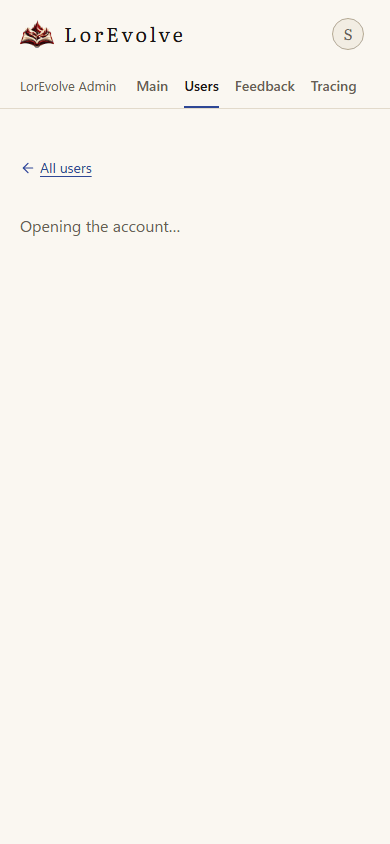 LorEvolve
S
LorEvolve Admin Main Users Feedback Tracing
← All users
Opening the account...